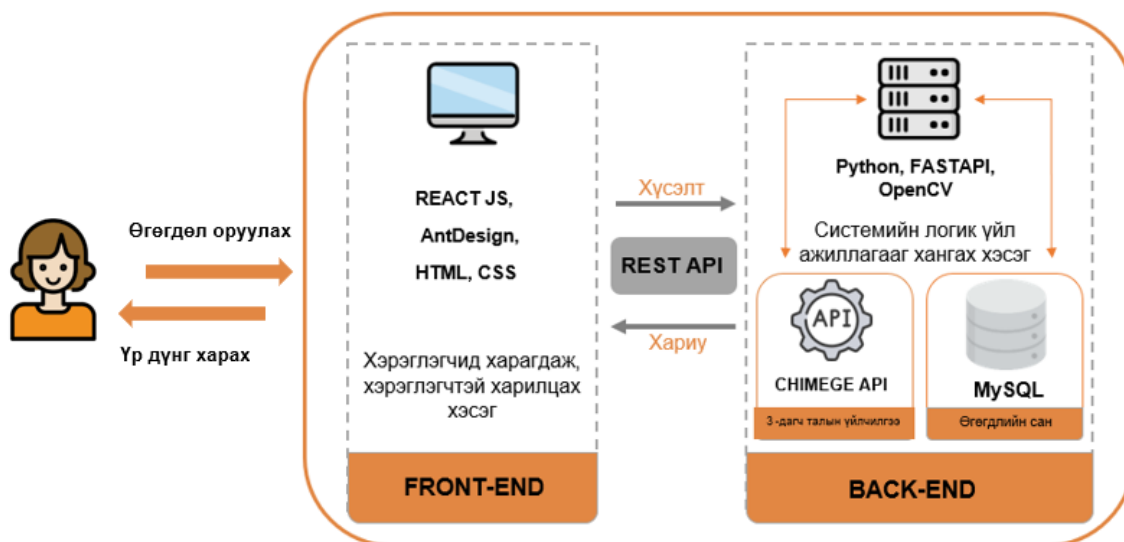 Өгөгдөл оруулах
Үр дүнг харах
REACT JS,
AntDesign,
HTML, CSS
Хэрэглэгчид харагдаж,
хэрэглэгчтэй харилцах
хэсэг
FRONT-END
Хүсэлт
REST API
Хариу
Python, FASTAPI,
OpenCV
Системийн логик үйл
ажиллагааг хангах хэсэг
API
CHIMEGE API
3-дагч талын үйлчилгээ
MySQL
Өгөгдлийн сан
BACK-END